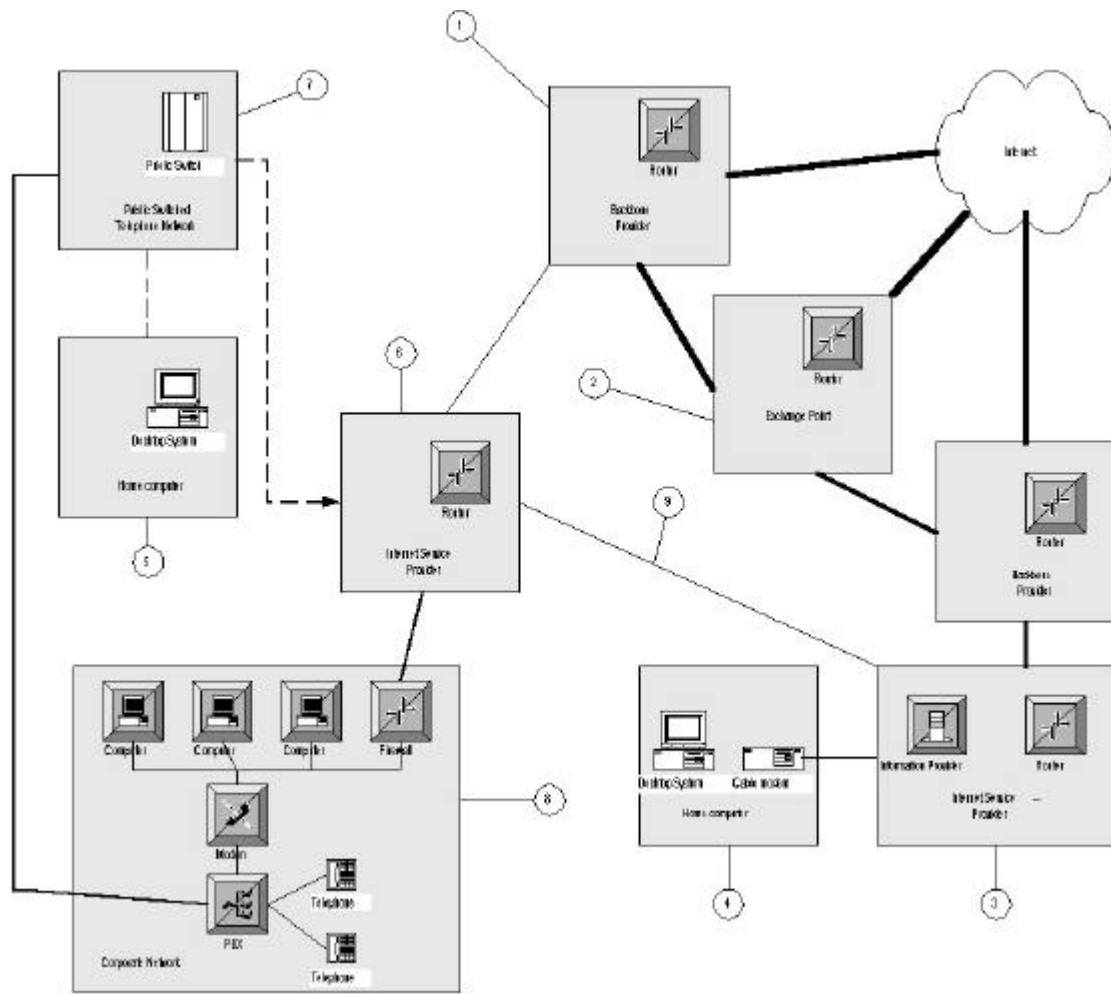 1
7
Public Switch
Public Switched
Telephone Network
Router
Backbone
Provider
Internet
6
2
Router
Exchange Point
Desktop System
Home computer
5
Router
Internet Service
Provider
9
Router
Backbone
Provider
Computer
Computer
Computer
Firewall
Modem
PBX
Telephone
Telephone
Corporate Network
8
Desktop System
Cable modem
Home computer
4
Information Provider
Router
Internet Service
Provider
3